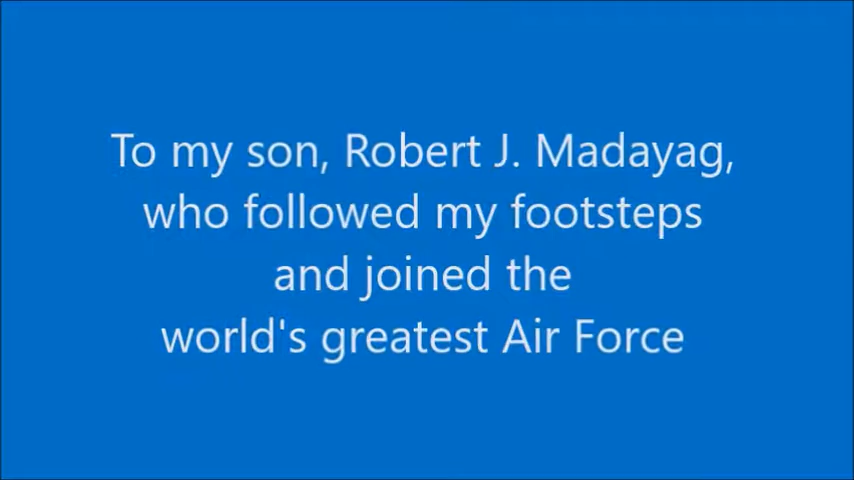 To my son, Robert J. Madayag,
who followed my footsteps
and joined the
world's greatest Air Force